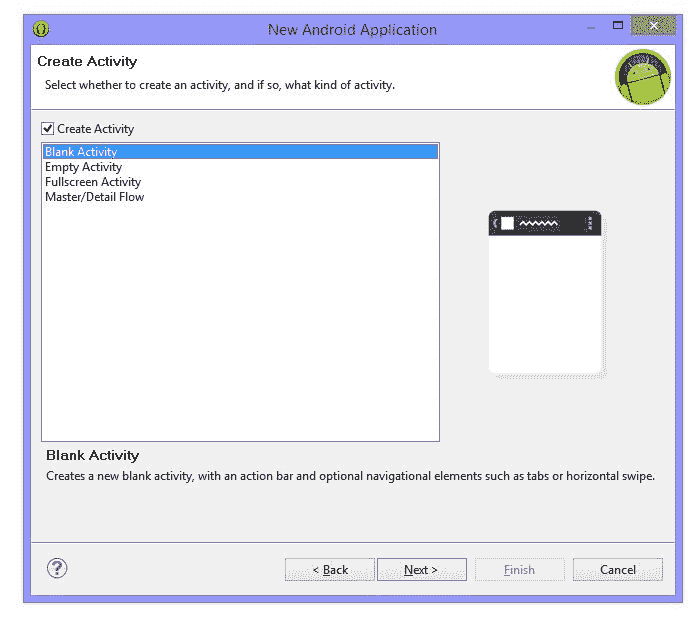 New Android Application
Create Activity
Select whether to create an activity, and if so, what kind of activity.
Create Activity
Blank Activity
Empty Activity
Fullscreen Activity
Master/Detail Flow
Blank Activity
Creates a new blank activity, with an action bar and optional navigational elements such as tabs or horizontal swipe.
?
< Back Next > Finish Cancel